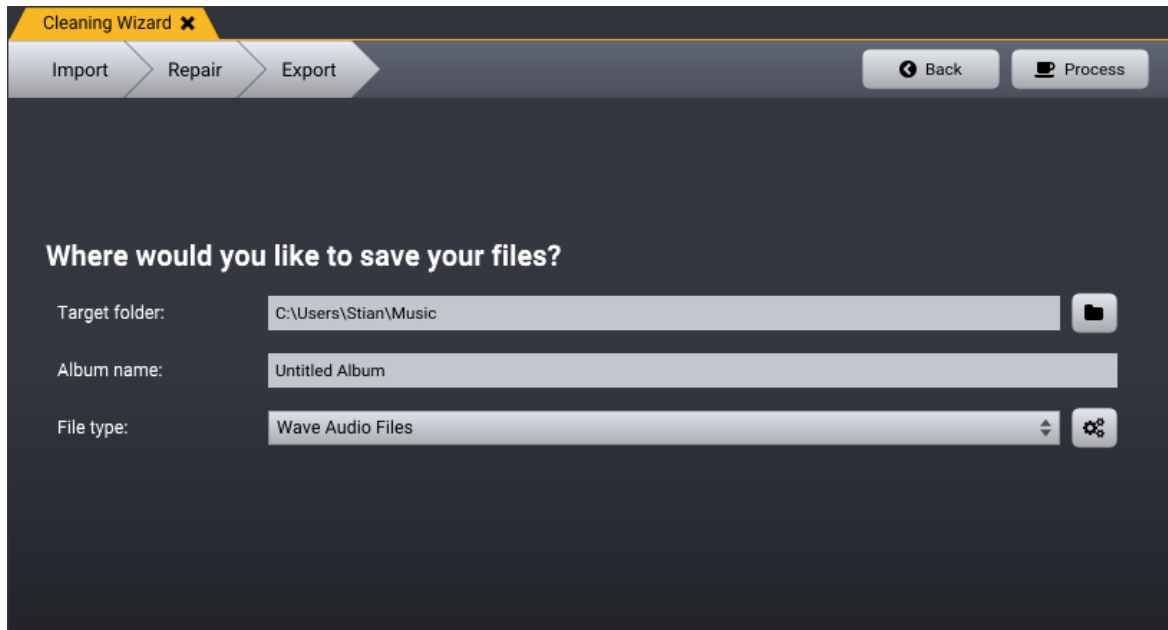 Cleaning Wizard
Import Repair Export Back Process
Where would you like to save your files?
Target folder: C:\Users\Stian\Music
Album name: Untitled Album
File type: Wave Audio Files